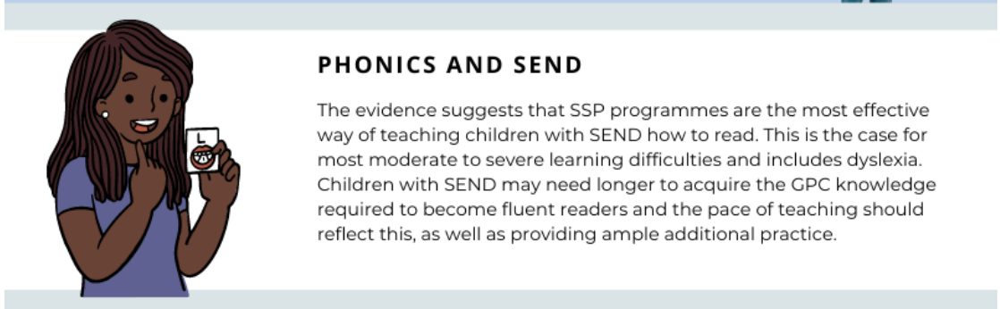 PHONICS AND SEND
The evidence suggests that SSP programmes are the most effective
way of teaching children with SEND how to read. This is the case for
most moderate to severe learning difficulties and includes dyslexia.
Children with SEND may need longer to acquire the GPC knowledge
required to become fluent readers and the pace of teaching should
reflect this, as well as providing ample additional practice.
L